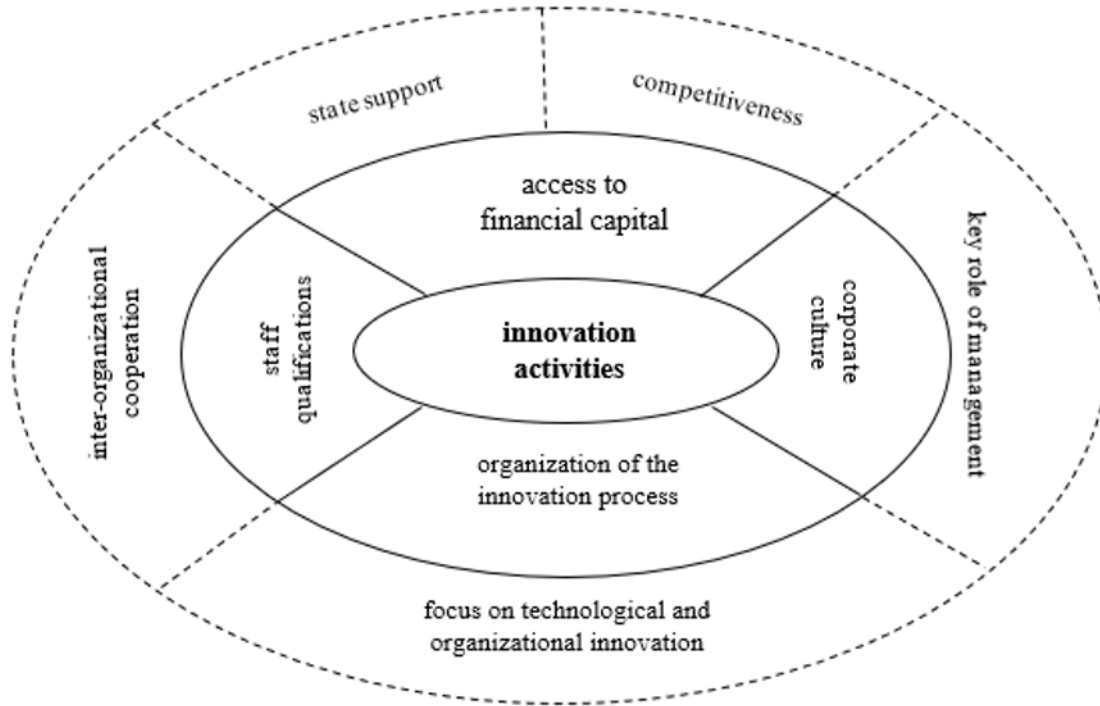 state support
competitiveness
access to
financial capital
inter-organizational
cooperation
staff
qualifications
innovation
activities
corporate
culture
key role of management
organization of the
innovation process
focus on technological and
organizational innovation